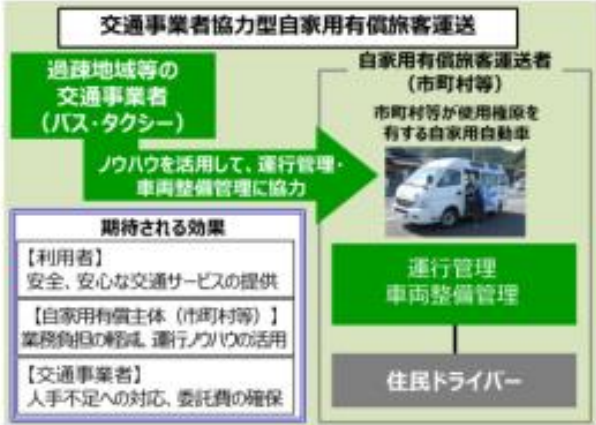 交通事業者協力型自家用有償旅客運送
過疎地域等の
交通事業者
（バス・タクシー）
ノウハウを活用して、運行管理・
車両整備管理に協力
自家用有償旅客運送者
（市町村等）
市町村等が使用権原を
有する自家用自動車
運行管理
車両整備管理
住民ドライバー
期待される効果
【利用者】
安全、安心な交通サービスの提供
【自家用有償主体（市町村等）】
業務負担の軽減、運行ノウハウの活用
【交通事業者】
人手不足への対応、委託費の確保